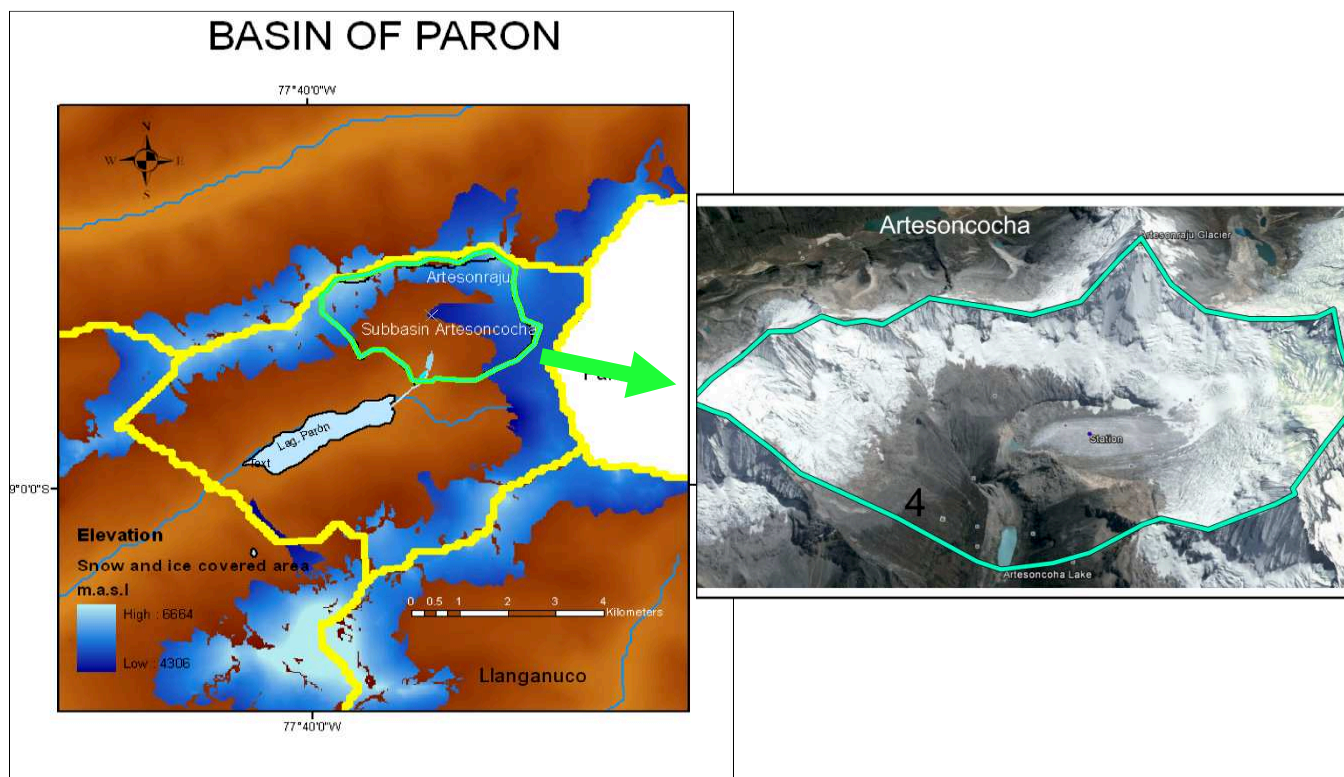 BASIN OF PARON
77°40'0"W
N
W
E
S
Artesonraju
Subbasin Artesoncocha
Lag. Parón
Text
9°0'0"S
Elevation
Snow and ice covered area
m.a.s.l
High : 6664
Low : 4306
0 0.5 1 2 3 4
Kilometers
Llanganuco
77°40'0"W
Artesoncocha
Artesonraju Glacier
Station
4
Artesoncoha Lake